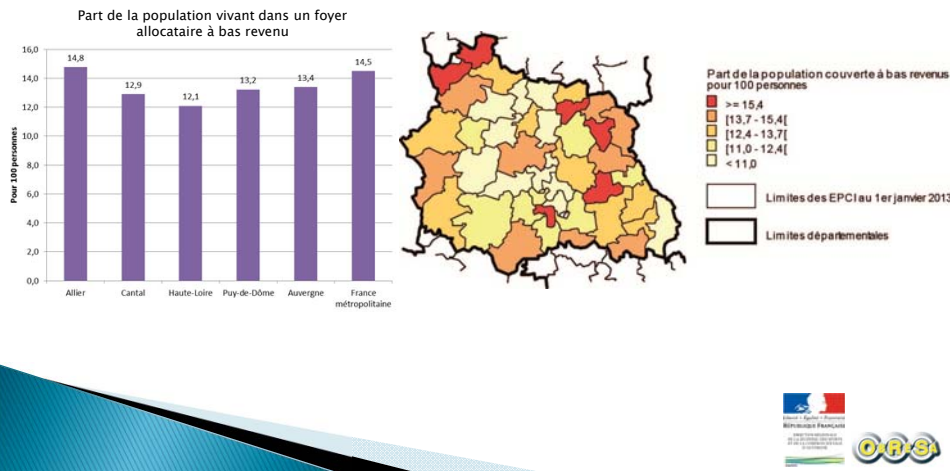 Part de la population vivant dans un foyer
allocataire à bas revenu
16,0
14,0
12,0
10,0
8,0
6,0
4,0
2,0
0,0
Pour 100 personnes
14,8
12,9
12,1
13,2
13,4
14,5
Allier
Cantal
Haute-Loire
Puy-de-Dôme
Auvergne
France
métropolitaine
Part de la population couverte à bas revenus
pour 100 personnes
>= 15,4
[13,7 - 15,4[
[12,4 - 13,7[
[11,0 - 12,4[
< 11,0
Limites des EPCI au 1er janvier 2013
Limites départementales
RÉPUBLIQUE FRANÇAISE